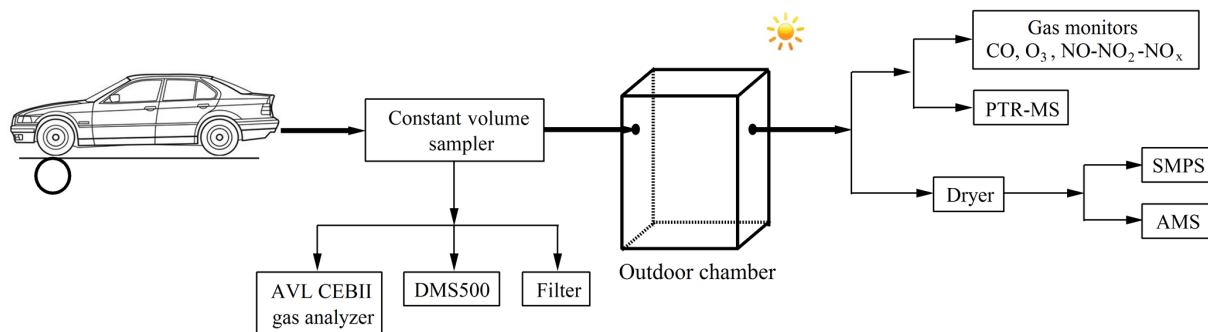 Gas monitors
CO, O₃, NO-NO₂-NOₓ
PTR-MS
Constant volume
sampler
SMPS
Dryer
AMS
Outdoor chamber
AVL CEBII
gas analyzer
DMS500
Filter